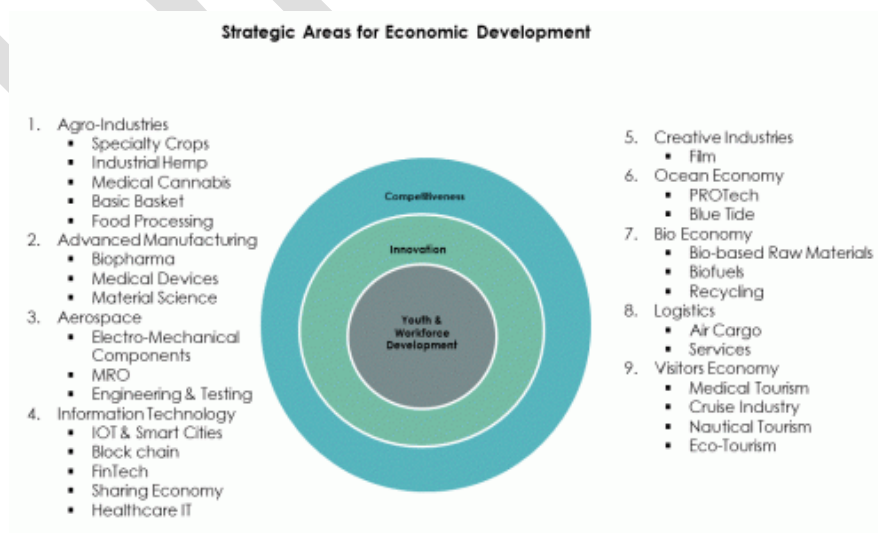 Strategic Areas for Economic Development
1. Agro-Industries
▪ Specialty Crops
▪ Industrial Hemp
▪ Medical Cannabis
▪ Basic Basket
▪ Food Processing
2. Advanced Manufacturing
▪ Biopharma
▪ Medical Devices
▪ Material Science
3. Aerospace
▪ Electro-Mechanical
Components
▪ MRO
▪ Engineering & Testing
4. Information Technology
▪ IOT & Smart Cities
▪ Block chain
▪ FinTech
▪ Sharing Economy
▪ Healthcare IT
Competitiveness
Innovation
Youth &
Workforce
Development
5. Creative Industries
▪ Film
6. Ocean Economy
▪ PROTech
▪ Blue Tide
7. Bio Economy
▪ Bio-based Raw Materials
▪ Biofuels
▪ Recycling
8. Logistics
▪ Air Cargo
▪ Services
9. Visitors Economy
▪ Medical Tourism
▪ Cruise Industry
▪ Nautical Tourism
▪ Eco-Tourism